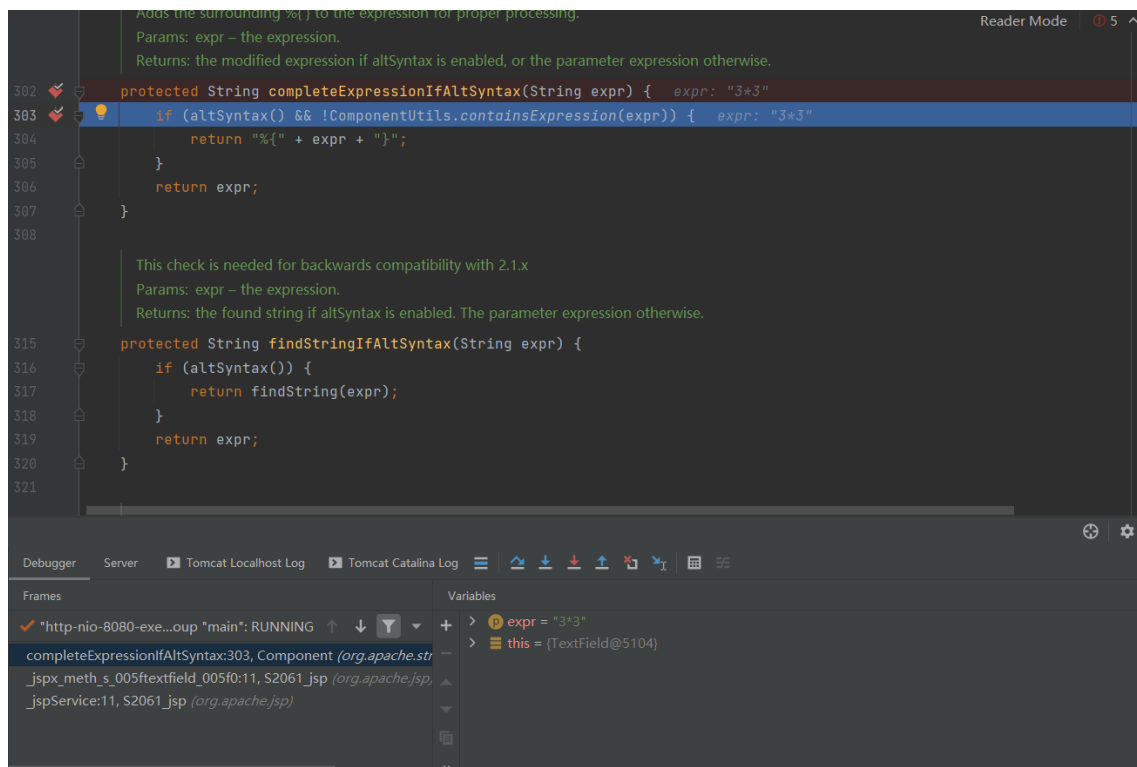 Adds the surrounding %{} to the expression for proper processing.
Reader Mode 5
Params: expr – the expression.
Returns: the modified expression if altSyntax is enabled, or the parameter expression otherwise.
302 protected String completeExpressionIfAltSyntax(String expr) { expr: "3*3"
303 if (altSyntax() && !ComponentUtils.containsExpression(expr)) { expr: "3*3"
304 return "%{" + expr + "}";
305 }
306 return expr;
307 }
308
This check is needed for backwards compatibility with 2.1.x
Params: expr – the expression.
Returns: the found string if altSyntax is enabled. The parameter expression otherwise.
315 protected String findStringIfAltSyntax(String expr) {
316 if (altSyntax()) {
317 return findString(expr);
318 }
319 return expr;
320 }
321
Debugger Server Tomcat Localhost Log Tomcat Catalina Log
Frames Variables
"http-nio-8080-exe...oup "main": RUNNING
p expr = "3*3"
this = {TextField@5104}
completeExpressionIfAltSyntax:303, Component (org.apache.str
_jspx_meth_s_005ftextfield_005f0:11, S2061_jsp (org.apache.jsp)
_jspService:11, S2061_jsp (org.apache.jsp)